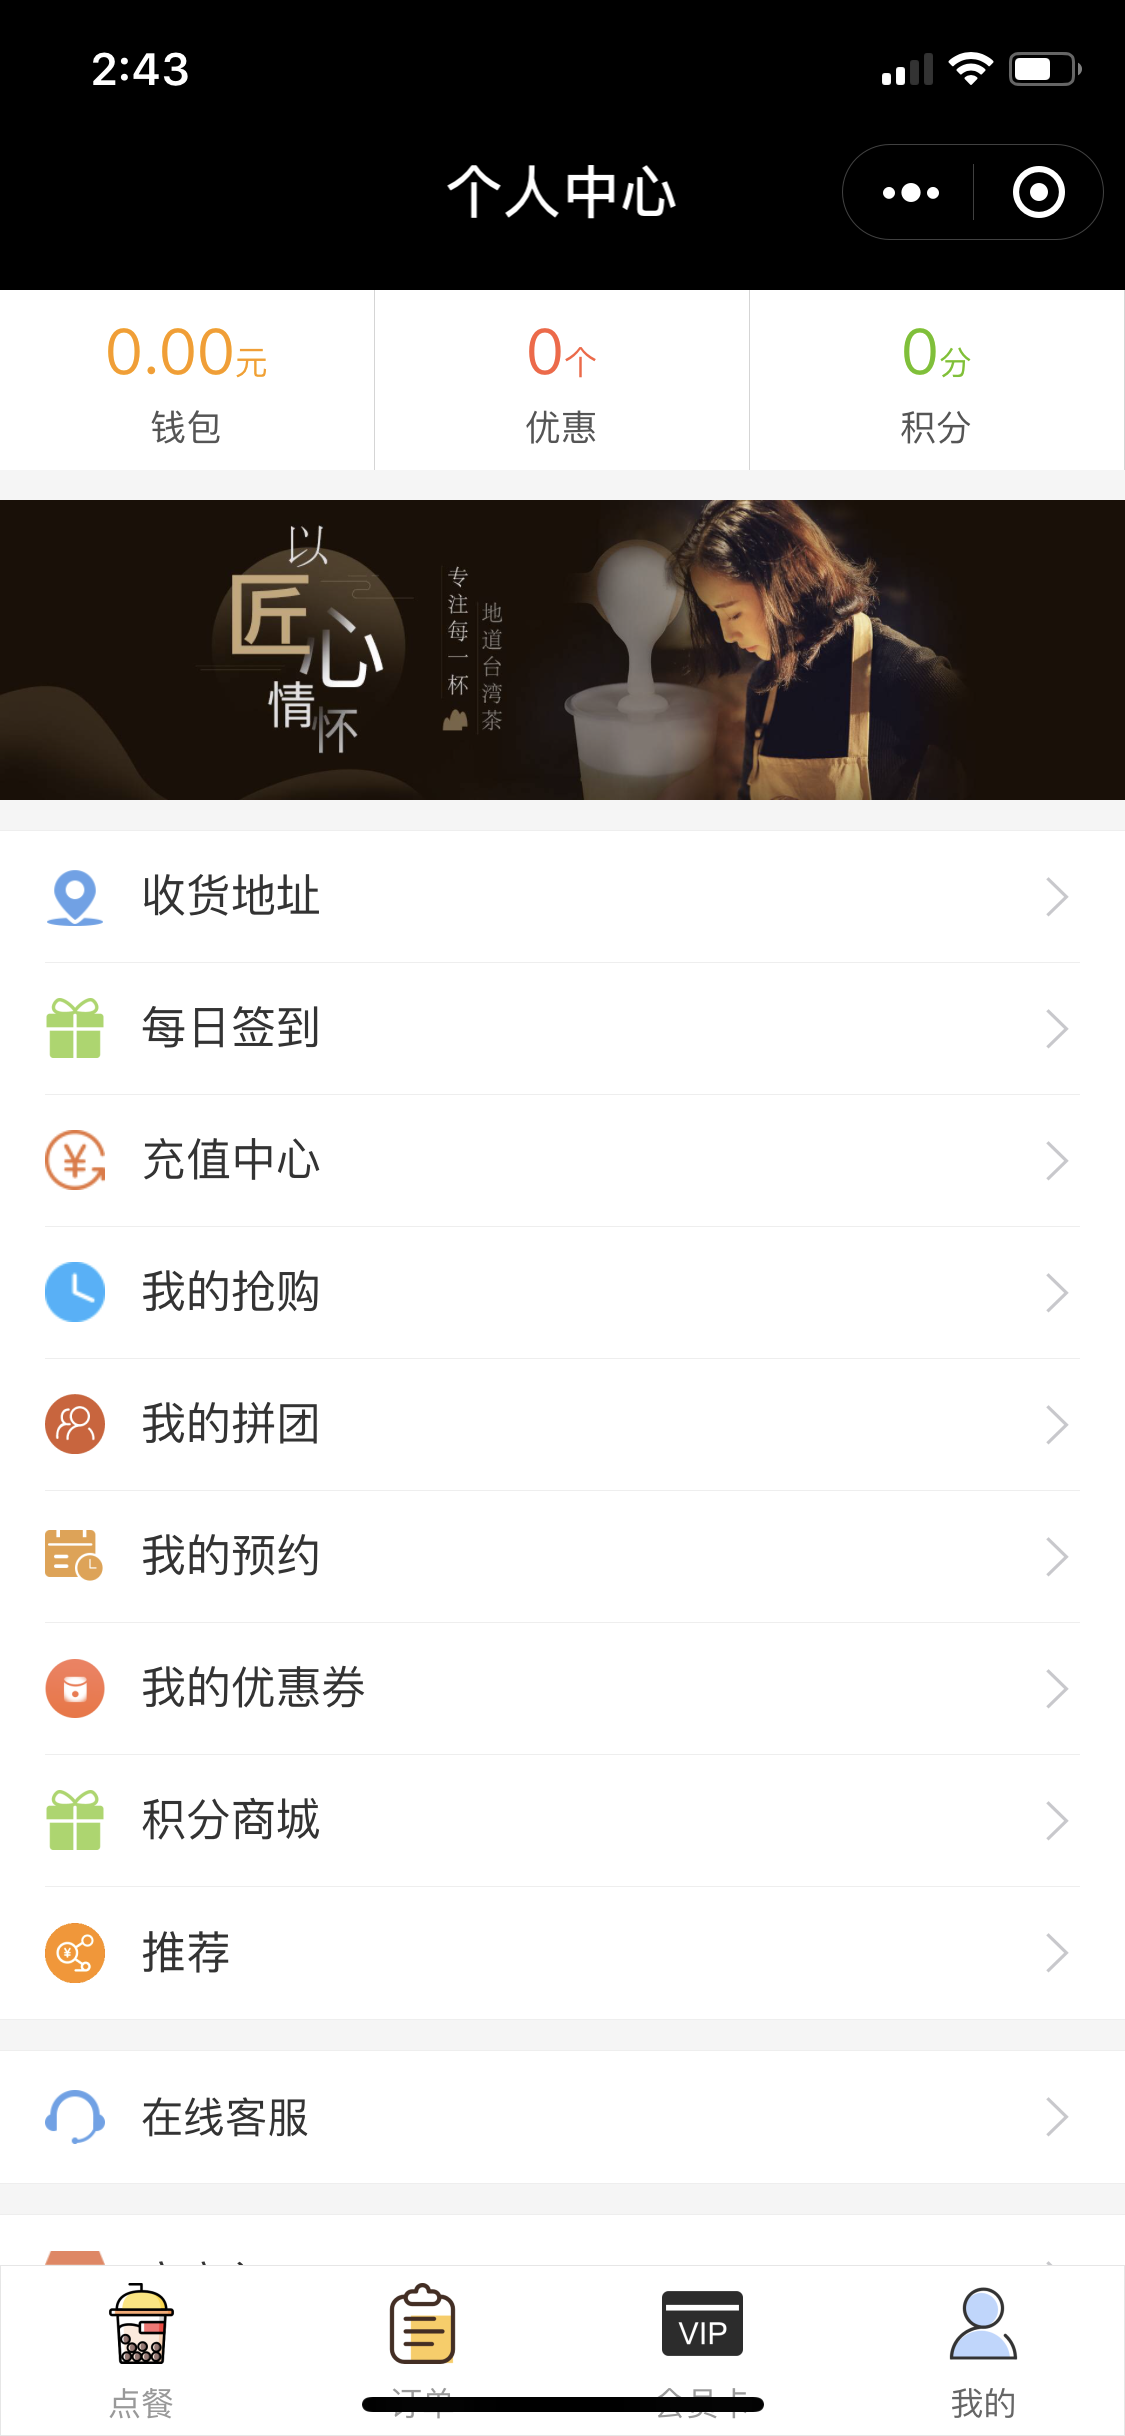 2:43
个人中心
0.00元
0个
0分
钱包
优惠
积分
以
匠心
情怀
专注每一杯
地道台湾茶
收货地址
每日签到
充值中心
我的抢购
我的拼团
我的预约
我的优惠券
积分商城
推荐
在线客服
VIP
点餐
订单
会员卡
我的